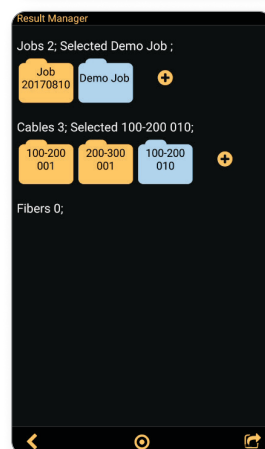 Result Manager
Jobs 2; Selected Demo Job ;
Job
20170810
Demo Job
Cables 3; Selected 100-200 010;
100-200
001
200-300
001
100-200
010
Fibers 0;